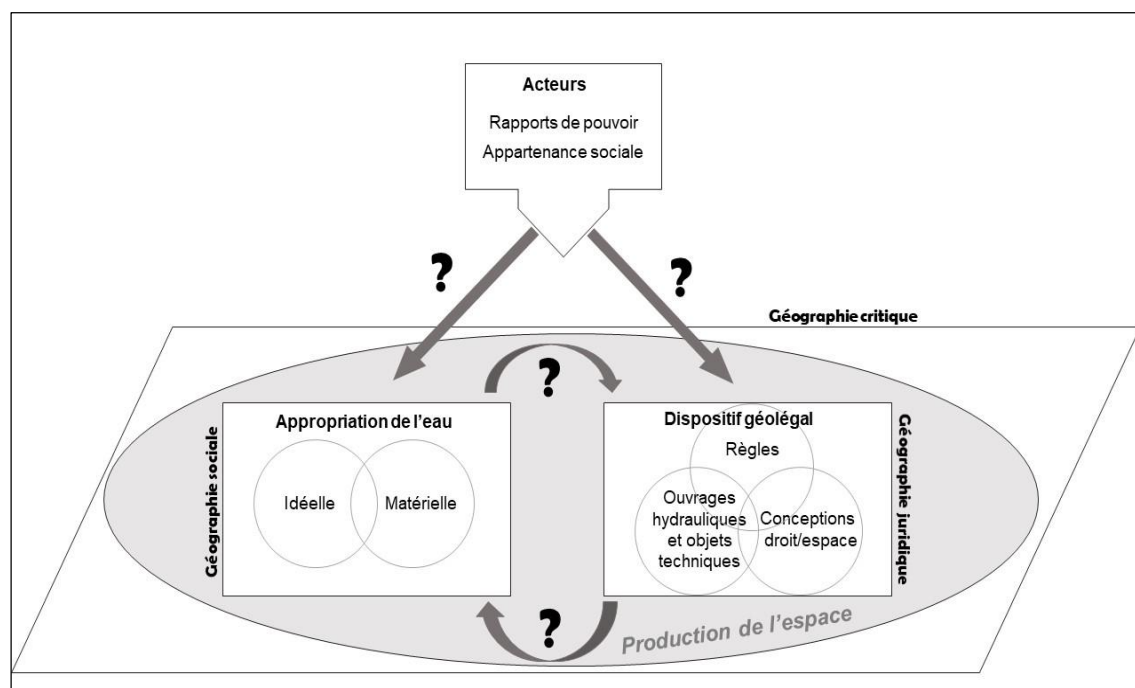 Acteurs
Rapports de pouvoir
Appartenance sociale
?
?
Géographie critique
?
Appropriation de l'eau
Idéelle
Matérielle
Géographie sociale
Dispositif géolégal
Règles
Ouvrages
hydrauliques
et objets
techniques
Conceptions
droit/espace
Géographie juridique
?
Production de l'espace